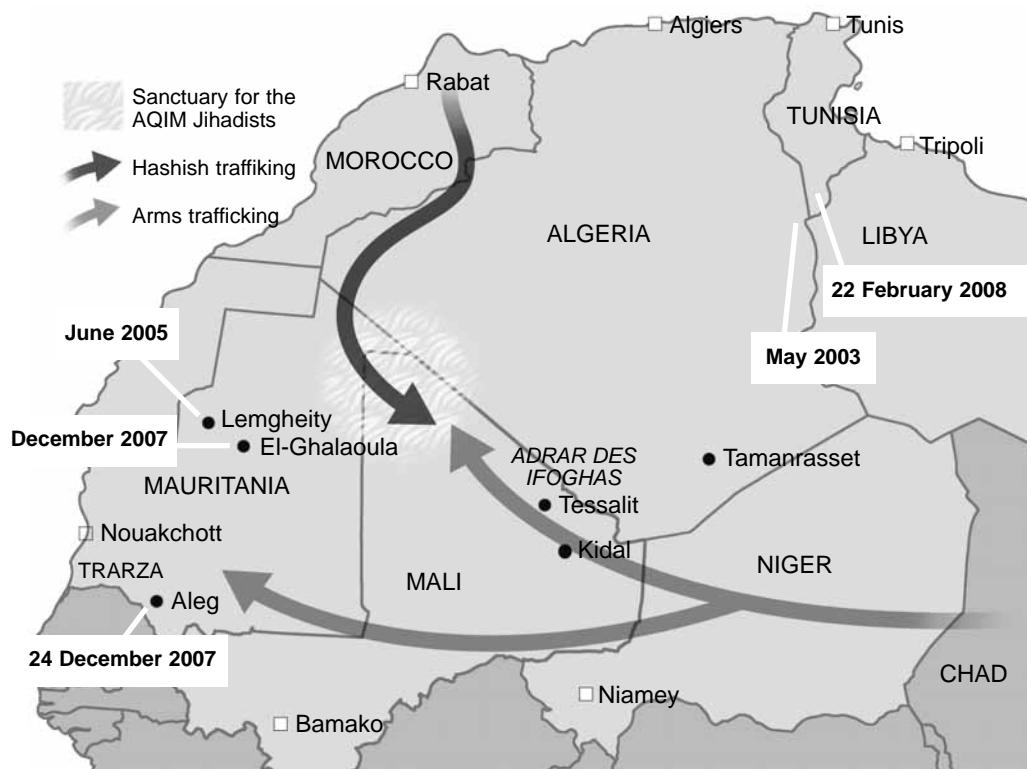 Algiers
Tunis
Rabat
Sanctuary for the
AQIM Jihadists
TUNISIA
Tripoli
MOROCCO
Hashish traffiking
Arms trafficking
ALGERIA
LIBYA
22 February 2008
June 2005
May 2003
Lemgheity
December 2007
El-Ghalaoula
ADRAR DES
IFOGHAS
Tamanrasset
MAURITANIA
Tessalit
Nouakchott
Kidal
NIGER
TRARZA
MALI
Aleg
24 December 2007
CHAD
Niamey
Bamako